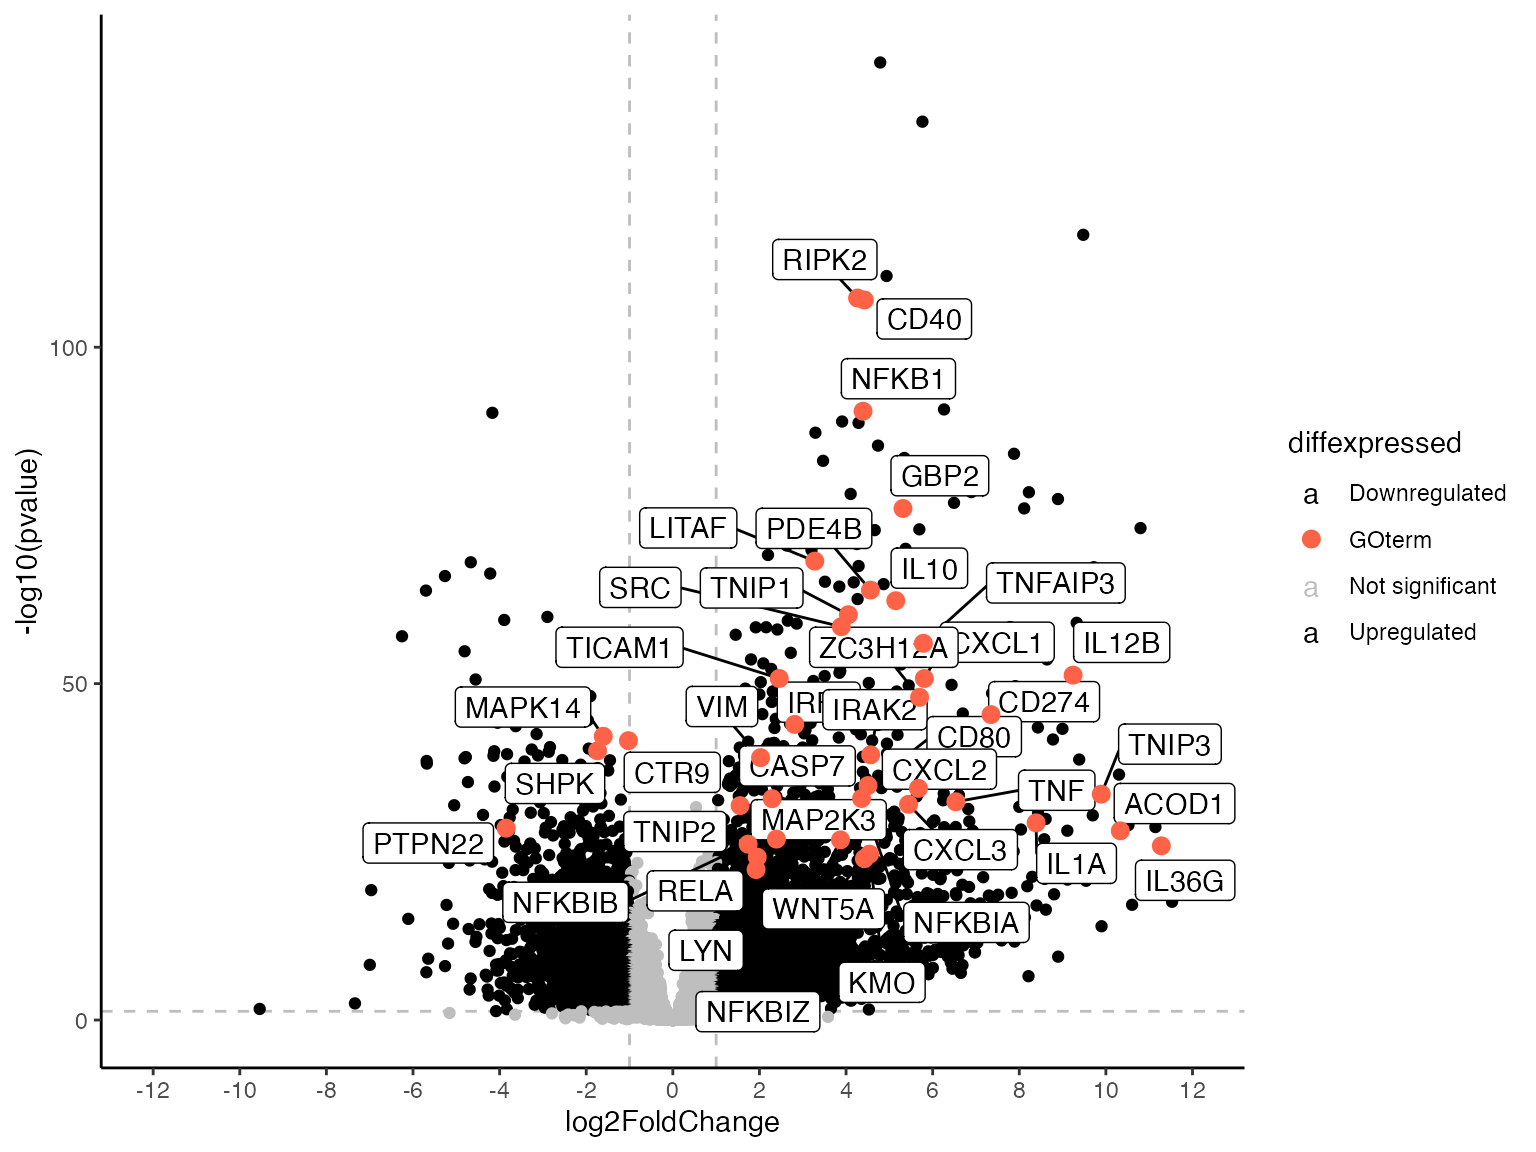 RIPK2
CD40
100
NFKB1
diffexpressed
a Downregulated
GOterm
a Not significant
a Upregulated
GBP2
LITAF
PDE4B
IL10
TNFAIP3
SRC
TNIP1
-log10(pvalue)
TICAM1
ZC3H12A
CXCL1
IL12B
50
MAPK14
VIM
IRAK2
CD274
CD80
TNIP3
SHPK
CTR9
CASP7
CXCL2
TNF
ACOD1
PTPN22
TNIP2
MAP2K3
CXCL3
IL1A
IL36G
NFKBIB
RELA
WNT5A
NFKBIA
LYN
KMO
NFKBIZ
0
-12 -10 -8 -6 -4 -2 0 2 4 6 8 10 12
log2FoldChange